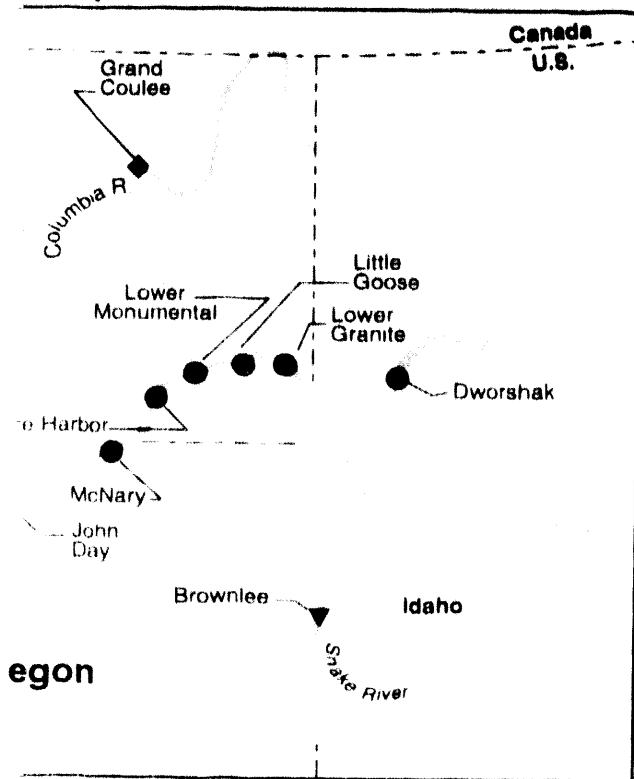 Canada
U.S.
Grand
Coulee
Columbia R
Little
Goose
Lower
Monumental
Lower
Granite
Dworshak
e Harbor
McNary
John
Day
Brownlee
Idaho
egon
Snake River